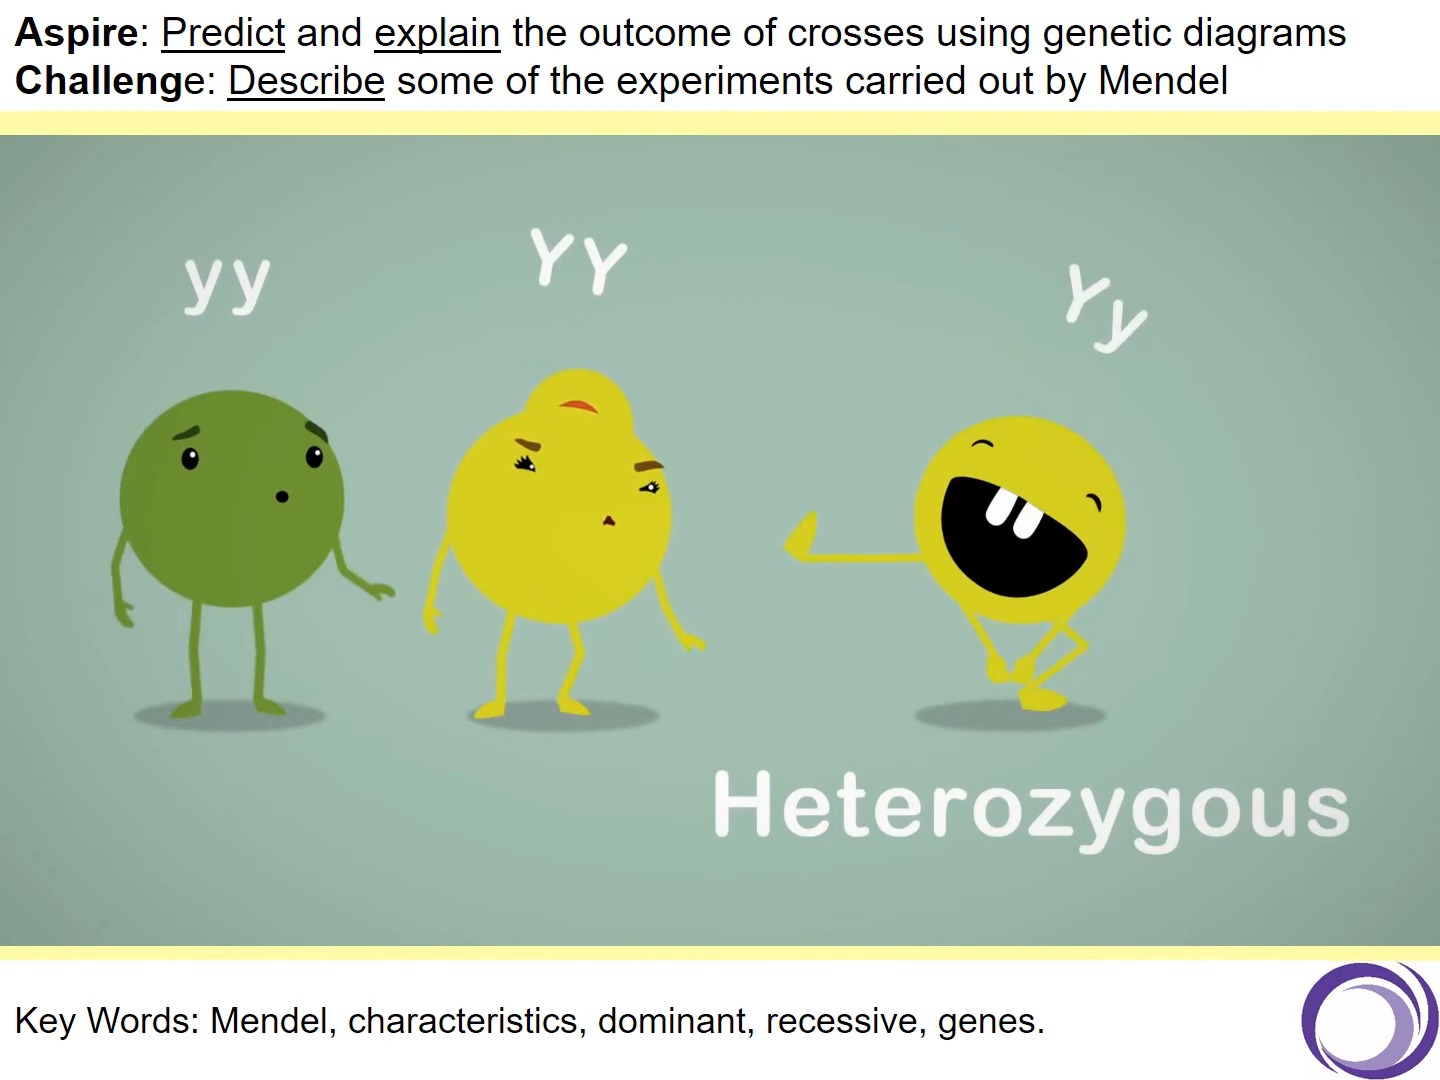 Aspire: Predict and explain the outcome of crosses using genetic diagrams
Challenge: Describe some of the experiments carried out by Mendel
yy YY Yy
Heterozygous
Key Words: Mendel, characteristics, dominant, recessive, genes.